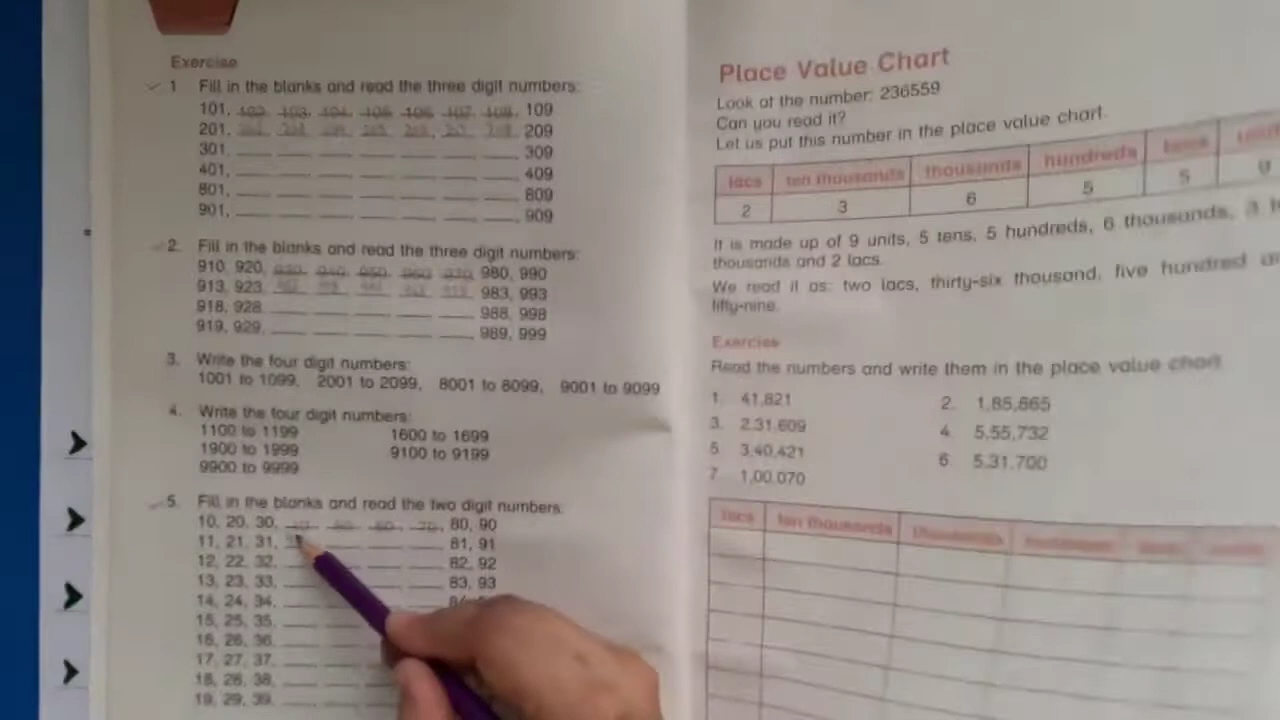 Exercise
1 Fill in the blanks and read the three digit numbers:
101, 102 103 104 105 106 107 108, 109
201, 209
301, 309
401, 409
801, 809
901, 909
2. Fill in the blanks and read the three digit numbers:
910, 920, 930 940 950 960 970 980, 990
913, 923 983, 993
918, 928 988, 998
919, 929 989, 999
3. Write the four digit numbers:
1001 to 1099, 2001 to 2099, 8001 to 8099, 9001 to 9099
4. Write the four digit numbers:
1100 to 1199 1600 to 1699
1900 to 1999 9100 to 9199
9900 to 9999
5. Fill in the blanks and read the two digit numbers:
10, 20, 30, 40 50 60 70, 80, 90
11, 21, 31, 81, 91
12, 22, 32, 82, 92
13, 23, 33, 83, 93
14, 24, 34,
15, 25, 35,
16, 26, 36,
17, 27, 37,
18, 28, 38,
19, 29, 39,
Place Value Chart
Look at the number: 236559
Can you read it?
Let us put this number in the place value chart.
lacs ten thousands thousands hundreds tens
2 3 6 5 5
It is made up of 9 units, 5 tens, 5 hundreds, 6 thousands, 3
thousands and 2 lacs.
We read it as: two lacs, thirty-six thousand, five hundred
fifty-nine.
Exercise
Read the numbers and write them in the place value chart
1. 41,821 2. 1,85,665
3. 2,31,609 4. 5,55,732
5. 3,40,421 6. 5,31,700
7. 1,00,070
lacs ten thousands thousands hundreds